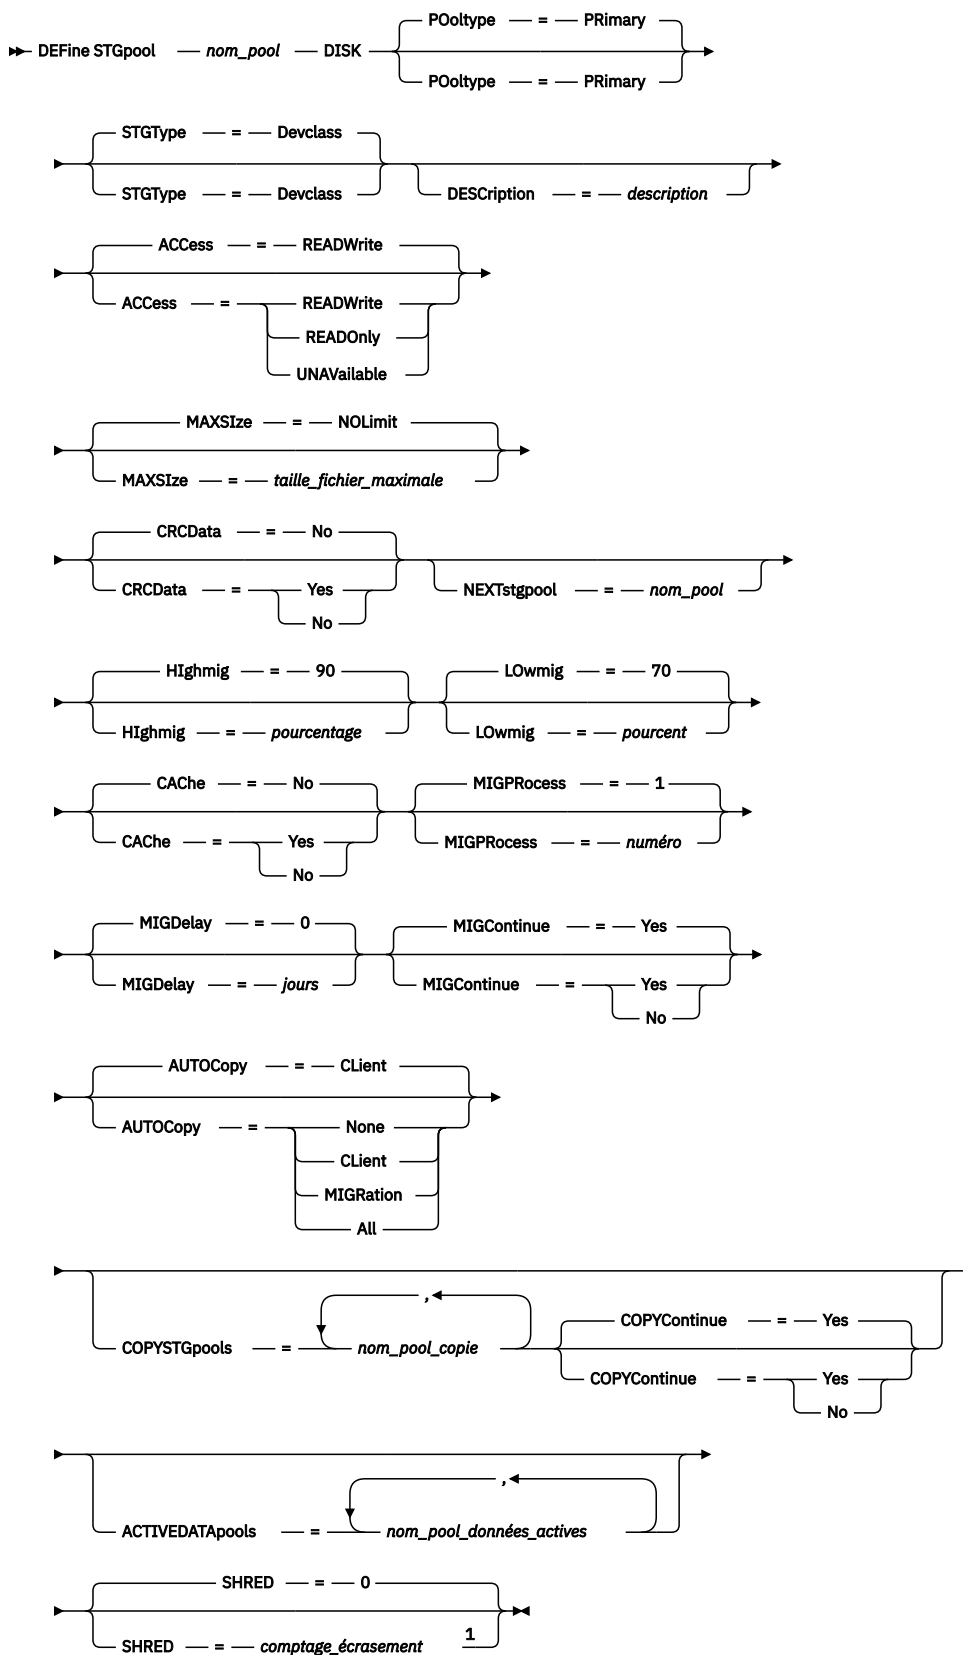 POoltype = PRimary
DEFine STGpool nom_pool DISK
POoltype = PRimary
STGType = Devclass
STGType = Devclass
DESCription = description
ACCess = READWrite
ACCess = READWrite
READOnly
UNAVailable
MAXSIze = NOLimit
MAXSIze = taille_fichier_maximale
CRCData = No
CRCData = Yes
No
NEXTstgpool = nom_pool
HIghmig = 90
HIghmig = pourcentage
LOwmig = 70
LOwmig = pourcent
CAChe = No
CAChe = Yes
No
MIGPRocess = 1
MIGPRocess = numéro
MIGDelay = 0
MIGDelay = jours
MIGContinue = Yes
MIGContinue = Yes
No
AUTOCopy = CLient
AUTOCopy = None
CLient
MIGRation
All
,
COPYSTGpools = nom_pool_copie
COPYContinue = Yes
COPYContinue = Yes
No
,
ACTIVEDATApools = nom_pool_données_actives
SHRED = 0
SHRED = comptage_écrasement 1